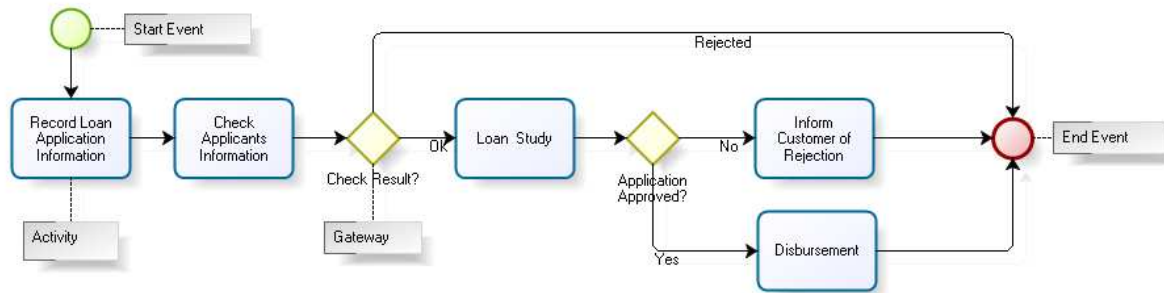 Start Event
Rejected
Record Loan
Application
Information
Check
Applicants
Information
OK
Check Result?
Loan Study
No
Application
Approved?
Inform
Customer of
Rejection
End Event
Activity
Gateway
Yes
Disbursement